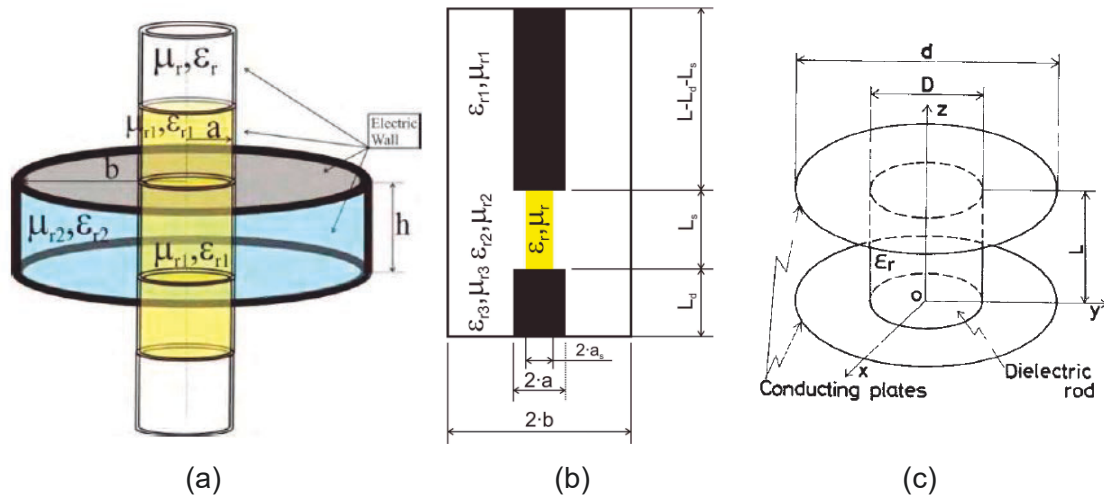 μr,εr
μr1,εr1
a
Electric
Wall
b
μr2,εr2
h
μr1,εr1
(a)
εr1,μr1
L-Ld-Ls
εr3,μr3 εr2,μr2
εr,μr
Ls
Ld
2·as
2·a
2·b
(b)
d
D
z
εr
L
o
y
x
Conducting plates
Dielectric
rod
(c)